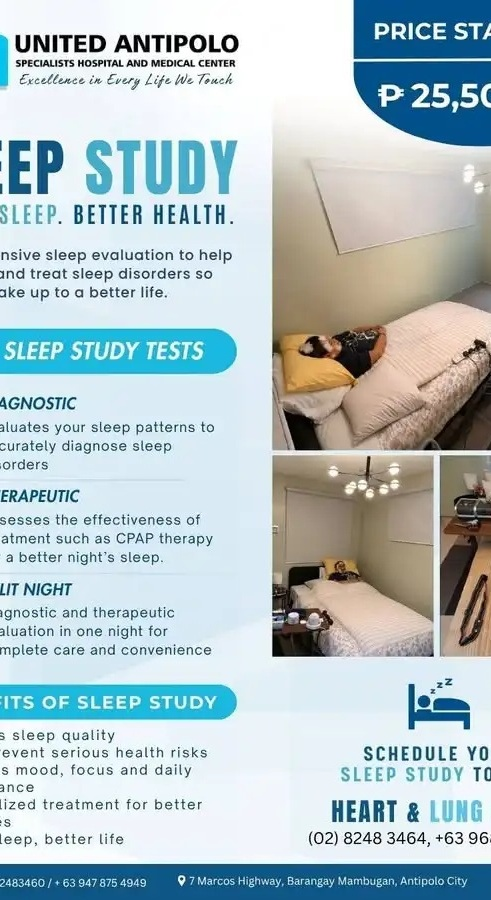 UNITED ANTIPOLO
SPECIALISTS HOSPITAL AND MEDICAL CENTER
Excellence in Every Life We Touch
PRICE STA
₱ 25,50
EEP STUDY
SLEEP. BETTER HEALTH.
nsive sleep evaluation to help
and treat sleep disorders so
ake up to a better life.
SLEEP STUDY TESTS
AGNOSTIC
aluates your sleep patterns to
curately diagnose sleep
sorders
ERAPEUTIC
sesses the effectiveness of
atment such as CPAP therapy
a better night's sleep.
LIT NIGHT
agnostic and therapeutic
aluation in one night for
mplete care and convenience
FITS OF SLEEP STUDY
s sleep quality
revent serious health risks
s mood, focus and daily
ance
lized treatment for better
es
leep, better life
zzZ
SCHEDULE YO
SLEEP STUDY TO
HEART & LUNG
(02) 8248 3464, +63 96
2483460 / + 63 947 875 4949
7 Marcos Highway, Barangay Mambugan, Antipolo City